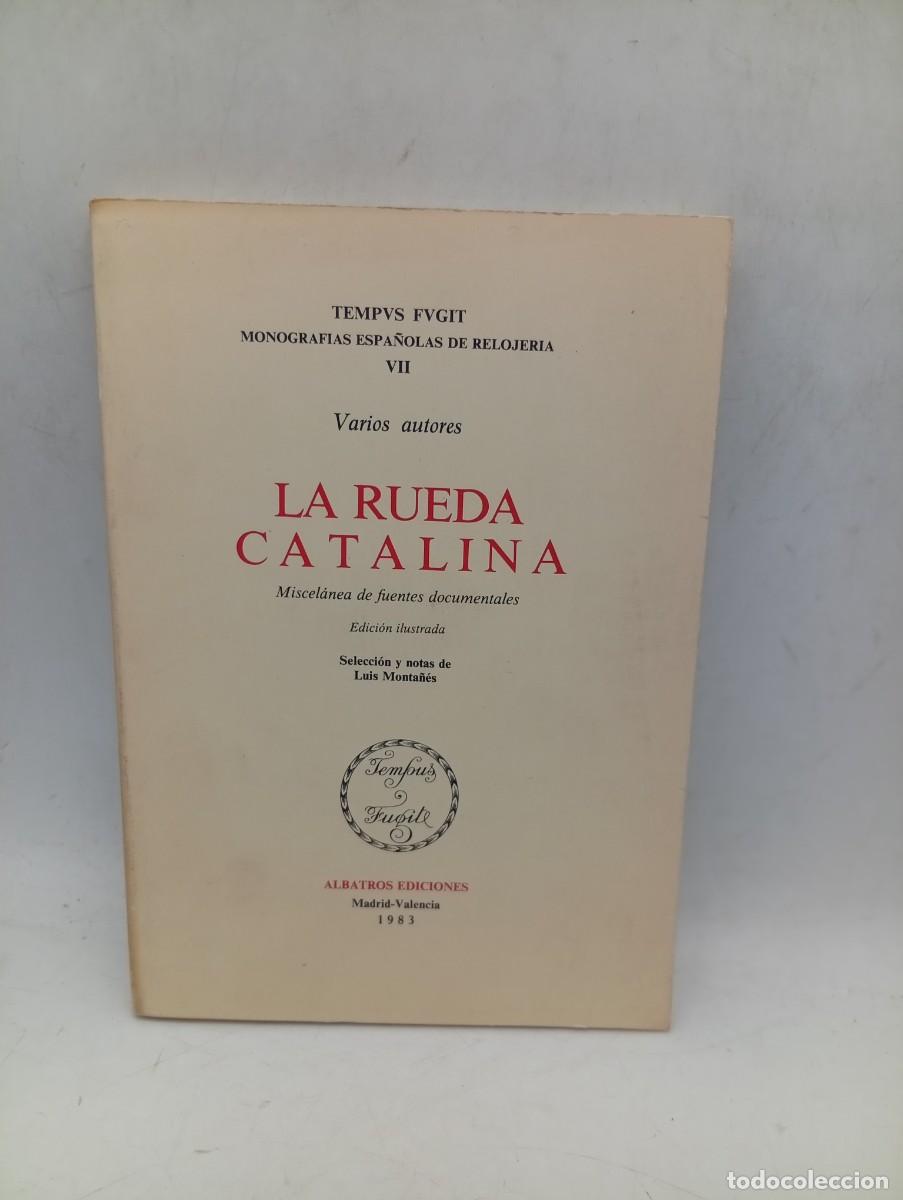 TEMPVS FVGIT
MONOGRAFIAS ESPAÑOLAS DE RELOJERIA
VII
Varios autores
LA RUEDA
CATALINA
Miscelánea de fuentes documentales
Edición ilustrada
Selección y notas de
Luis Montañés
Tempus
Fugit
ALBATROS EDICIONES
Madrid-Valencia
1983
todocoleccion